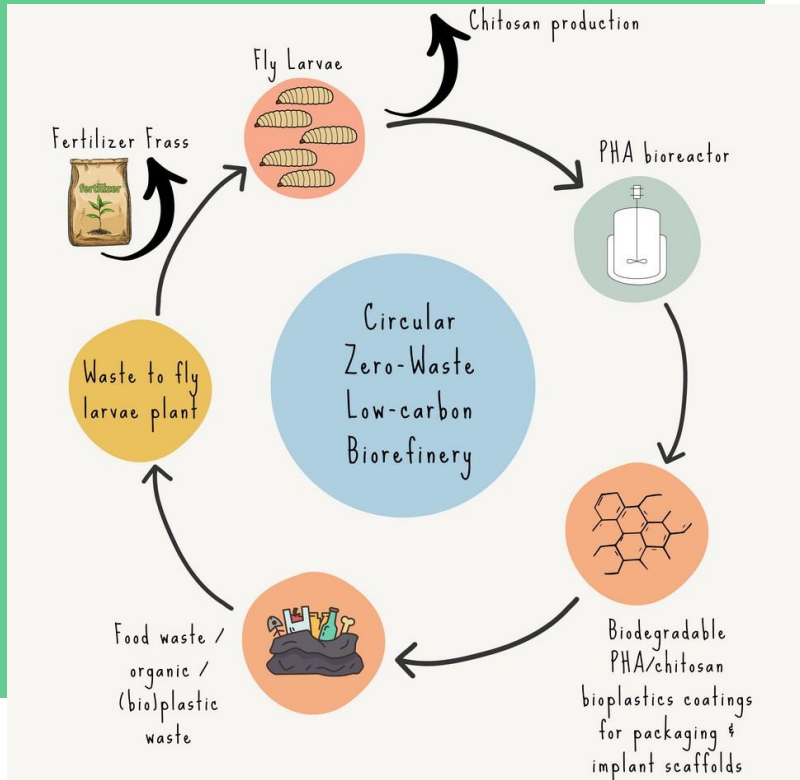 Chitosan production
Fly Larvae
Fertilizer Frass
fertilizer
PHA bioreactor
Circular
Zero-Waste
Low-carbon
Biorefinery
Waste to fly
larvae plant
Food waste /
organic /
(bio)plastic
waste
Biodegradable
PHA/chitosan
bioplastics coatings
for packaging &
implant scaffolds